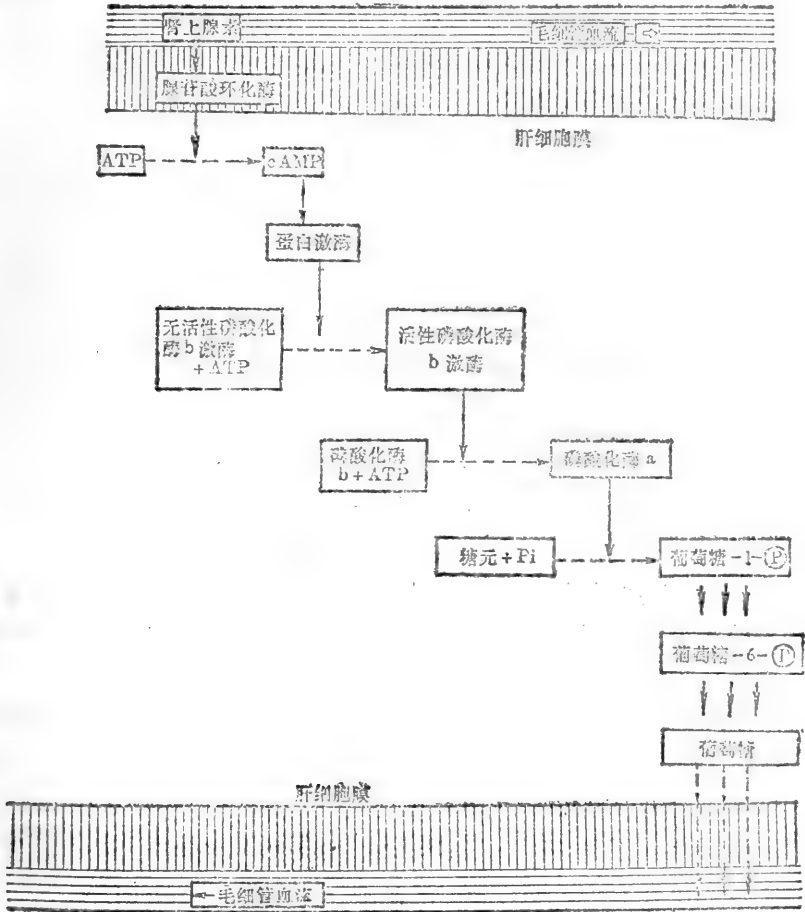 肾上腺素
毛细管血流 ⇨
腺苷酸环化酶
肝细胞膜
ATP
cAMP
蛋白激酶
无活性磷酸化
酶b激酶
+ATP
活性磷酸化酶
b 激酶
磷酸化酶
b+ATP
磷酸化酶 a
糖元+Pi
葡萄糖-1-Ⓟ
葡萄糖-6-Ⓟ
葡萄糖
肝细胞膜
←毛细管血流